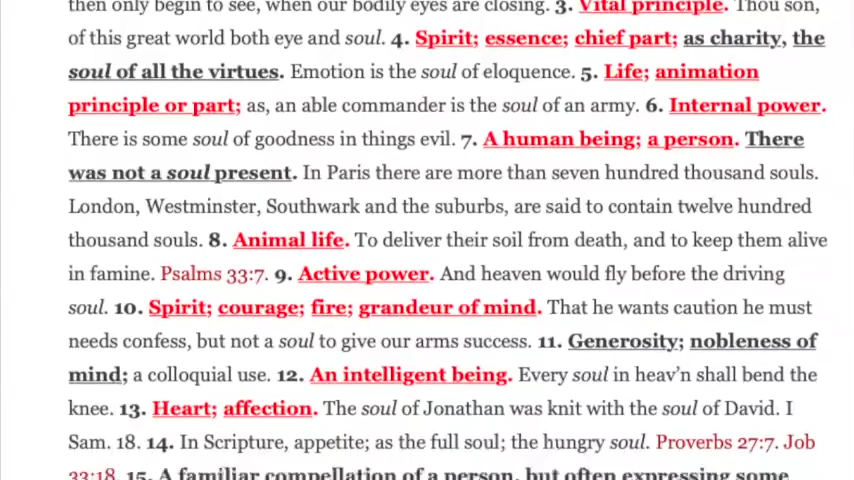 then only begin to see, when our bodily eyes are closing. 3. Vital principle. Thou son,
of this great world both eye and soul. 4. Spirit; essence; chief part; as charity, the
soul of all the virtues. Emotion is the soul of eloquence. 5. Life; animation
principle or part; as, an able commander is the soul of an army. 6. Internal power.
There is some soul of goodness in things evil. 7. A human being; a person. There
was not a soul present. In Paris there are more than seven hundred thousand souls.
London, Westminster, Southwark and the suburbs, are said to contain twelve hundred
thousand souls. 8. Animal life. To deliver their soil from death, and to keep them alive
in famine. Psalms 33:7. 9. Active power. And heaven would fly before the driving
soul. 10. Spirit; courage; fire; grandeur of mind. That he wants caution he must
needs confess, but not a soul to give our arms success. 11. Generosity; nobleness of
mind; a colloquial use. 12. An intelligent being. Every soul in heav'n shall bend the
knee. 13. Heart; affection. The soul of Jonathan was knit with the soul of David. I
Sam. 18. 14. In Scripture, appetite; as the full soul; the hungry soul. Proverbs 27:7. Job
33:18. 15. A familiar compellation of a person, but often expressing some